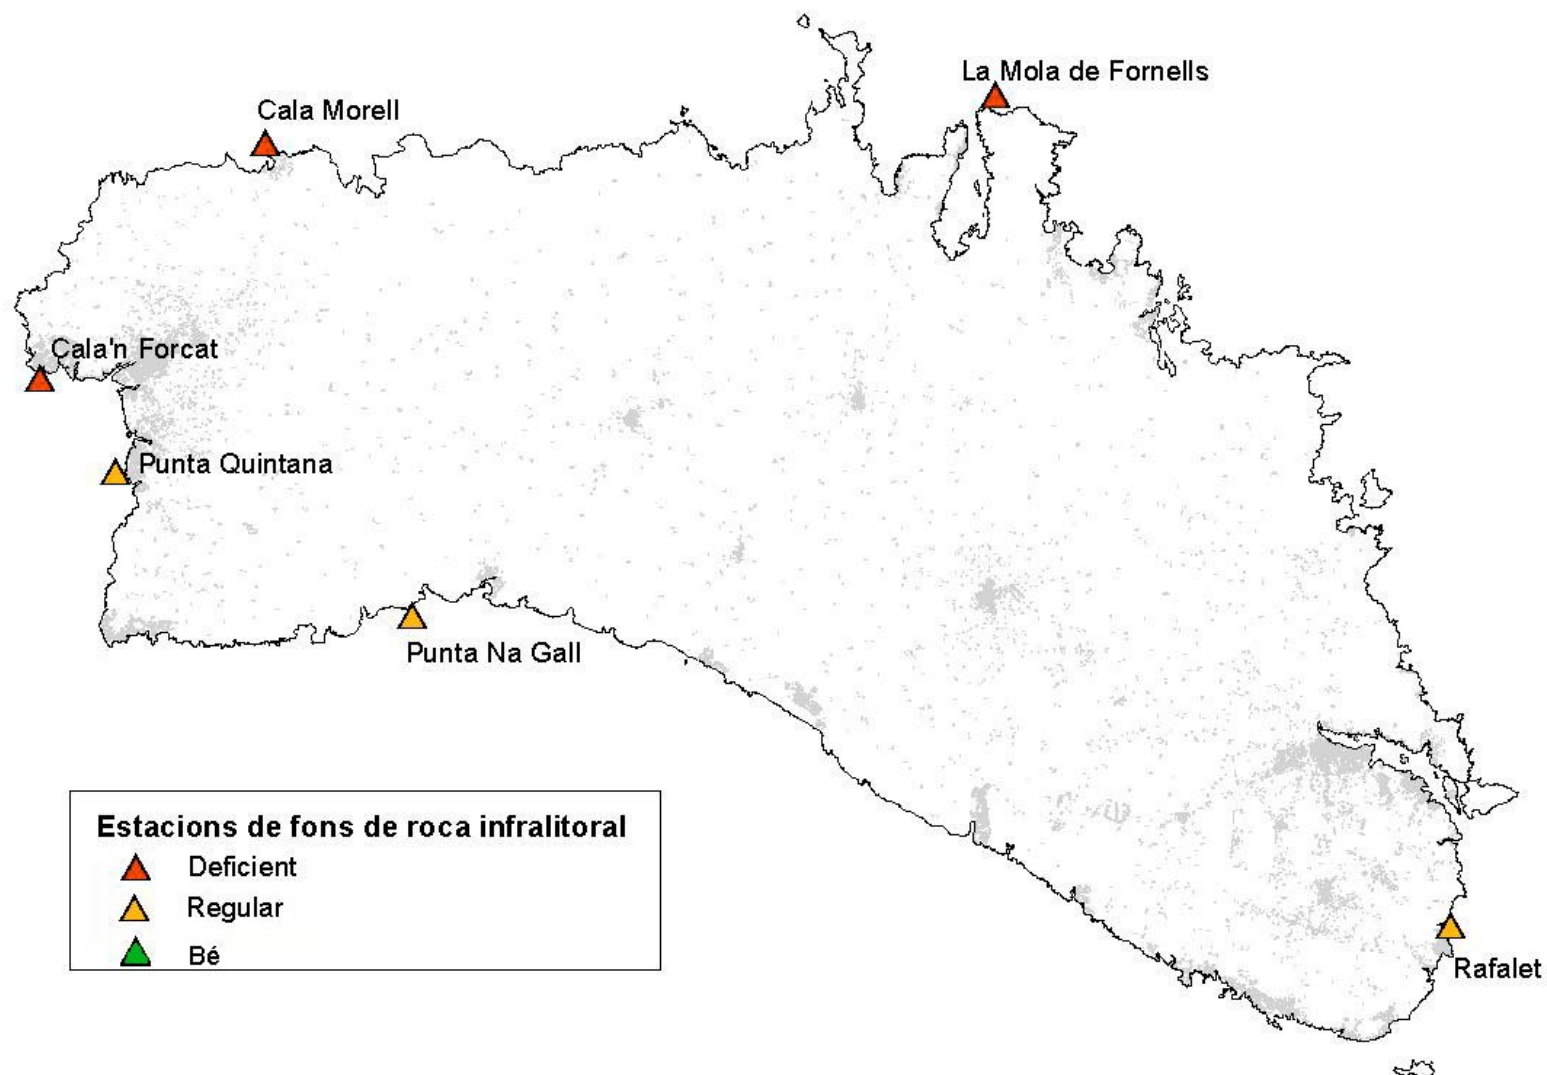 La Mola de Fornells
Cala Morell
Cala'n Forcat
Punta Quintana
Punta Na Gall
Estacions de fons de roca infralitoral
Deficient
Regular
Bé
Rafalet